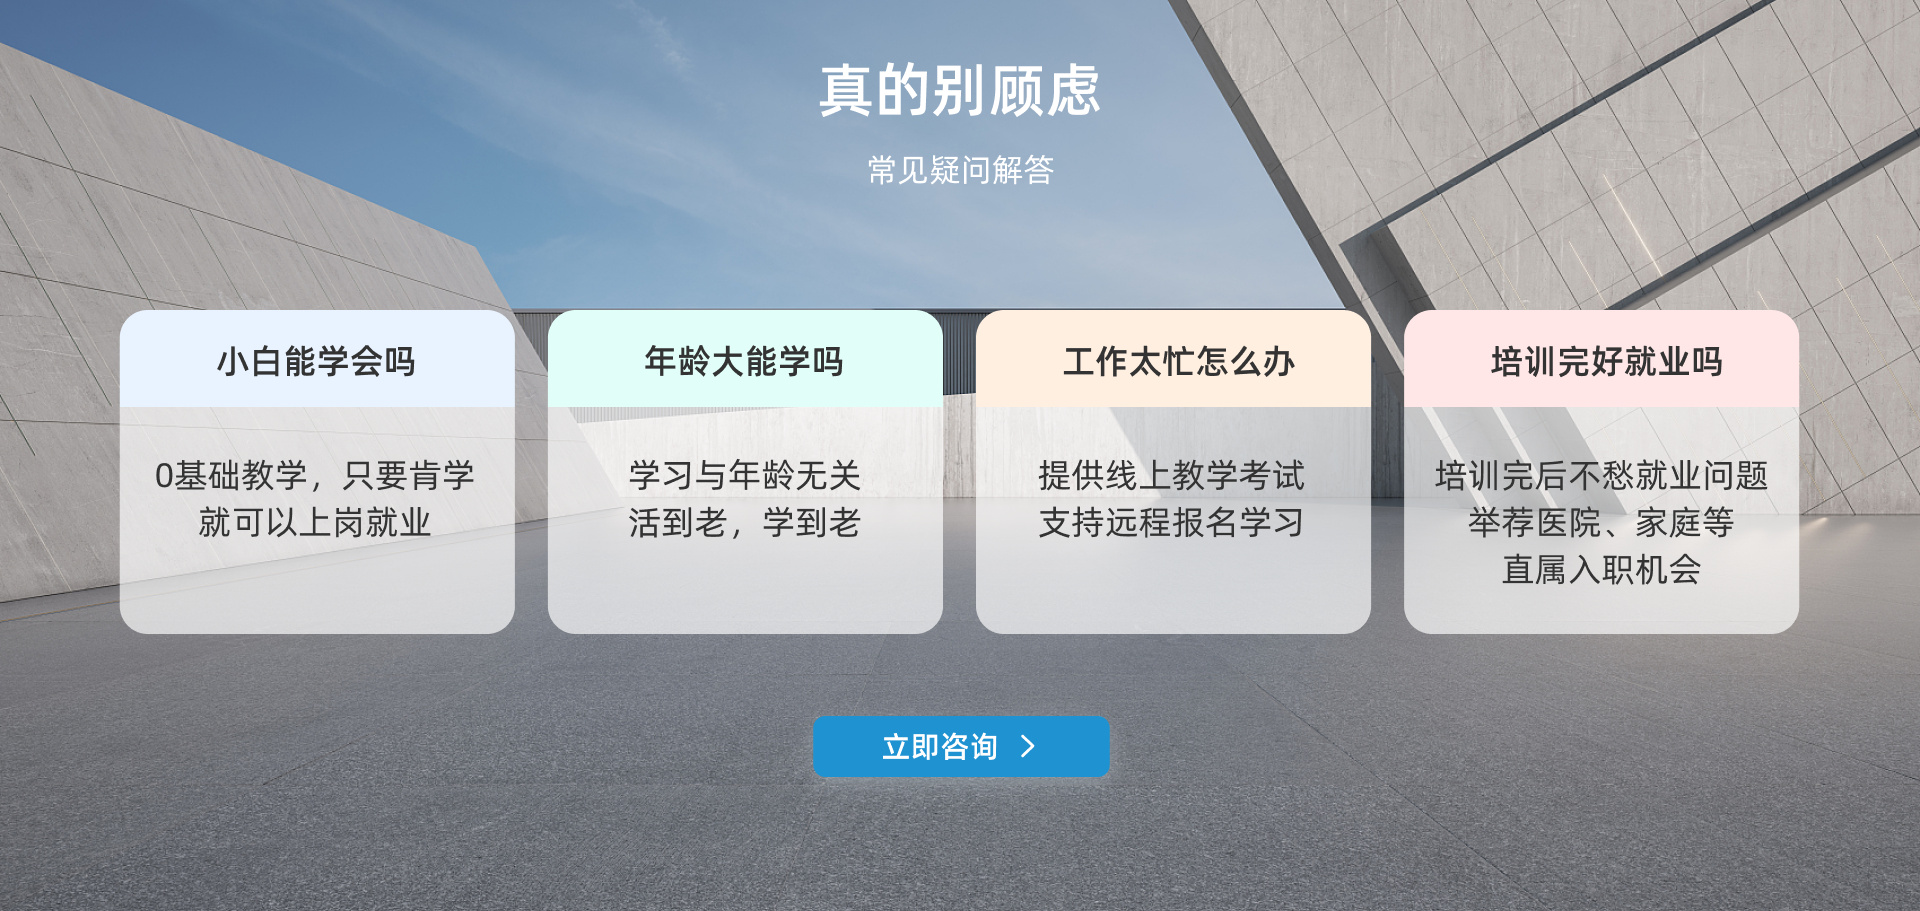 真的别顾虑
常见疑问解答
小白能学会吗
0基础教学，只要肯学
就可以上岗就业
年龄大能学吗
学习与年龄无关
活到老，学到老
工作太忙怎么办
提供线上教学考试
支持远程报名学习
培训完好就业吗
培训完后不愁就业问题
举荐医院、家庭等
直属入职机会
立即咨询